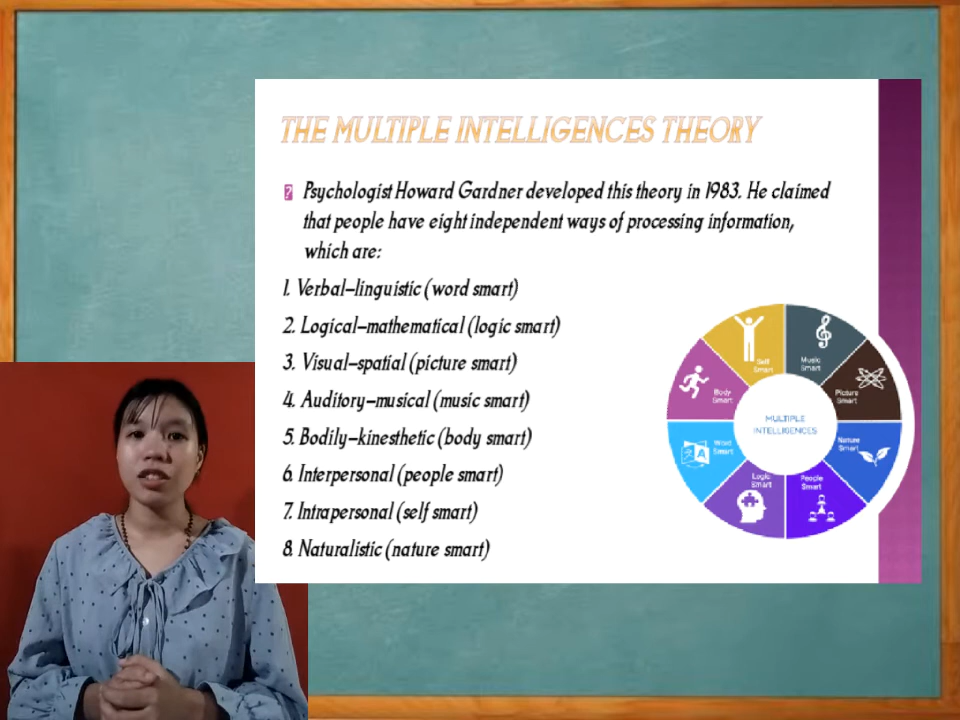 THE MULTIPLE INTELLIGENCES THEORY
? Psychologist Howard Gardner developed this theory in 1983. He claimed
that people have eight independent ways of processing information,
which are:
1. Verbal–linguistic (word smart)
2. Logical–mathematical (logic smart)
3. Visual–spatial (picture smart)
4. Auditory–musical (music smart)
5. Bodily–kinesthetic (body smart)
6. Interpersonal (people smart)
7. Intrapersonal (self smart)
8. Naturalistic (nature smart)
Self
Smart
Music
Smart
Body
Smart
Picture
Smart
MULTIPLE
INTELLIGENCES
Word
Smart
A
Nature
Smart
Logic
Smart
People
Smart